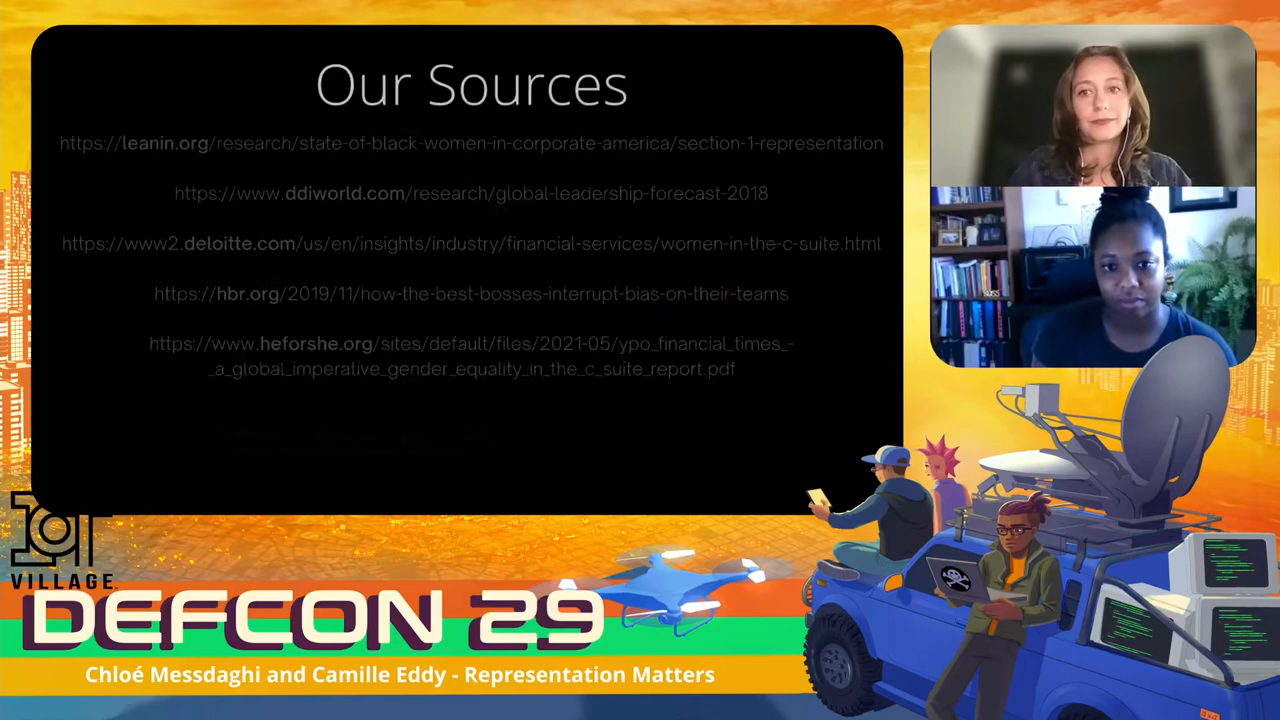 Our Sources
https://leanin.org/research/state-of-black-women-in-corporate-america/section-1-representation
https://www.ddiworld.com/research/global-leadership-forecast-2018
https://www2.deloitte.com/us/en/insights/industry/financial-services/women-in-the-c-suite.html
https://hbr.org/2019/11/how-the-best-bosses-interrupt-bias-on-their-teams
https://www.heforshe.org/sites/default/files/2021-05/ypo_financial_times_-
_a_global_imperative_gender_equality_in_the_c_suite_report.pdf
VILLAGE
DEFCON 29
Chloé Messdaghi and Camille Eddy - Representation Matters